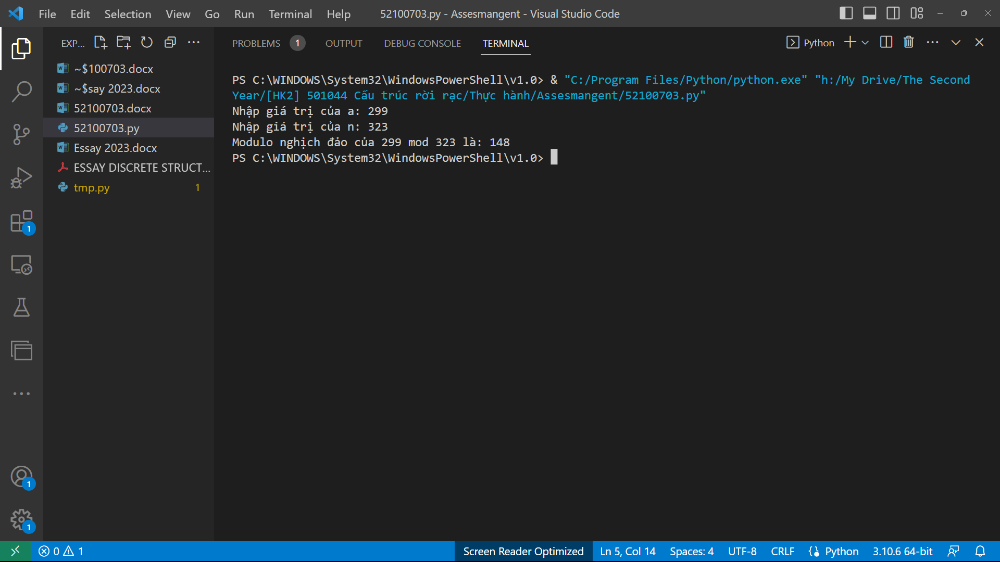 File Edit Selection View Go Run Terminal Help 52100703.py - Assesmangent - Visual Studio Code
EXP...
~$100703.docx
~$say 2023.docx
52100703.docx
52100703.py
Essay 2023.docx
ESSAY DISCRETE STRUCT...
tmp.py 1
PROBLEMS 1 OUTPUT DEBUG CONSOLE TERMINAL Python
PS C:\WINDOWS\System32\WindowsPowerShell\v1.0> & "C:/Program Files/Python/python.exe" "h:/My Drive/The Second
Year/[HK2] 501044 Cấu trúc rời rạc/Thực hành/Assesmangent/52100703.py"
Nhập giá trị của a: 299
Nhập giá trị của n: 323
Modulo nghịch đảo của 299 mod 323 là: 148
PS C:\WINDOWS\System32\WindowsPowerShell\v1.0>
1
1
1
0 1 Screen Reader Optimized Ln 5, Col 14 Spaces: 4 UTF-8 CRLF Python 3.10.6 64-bit